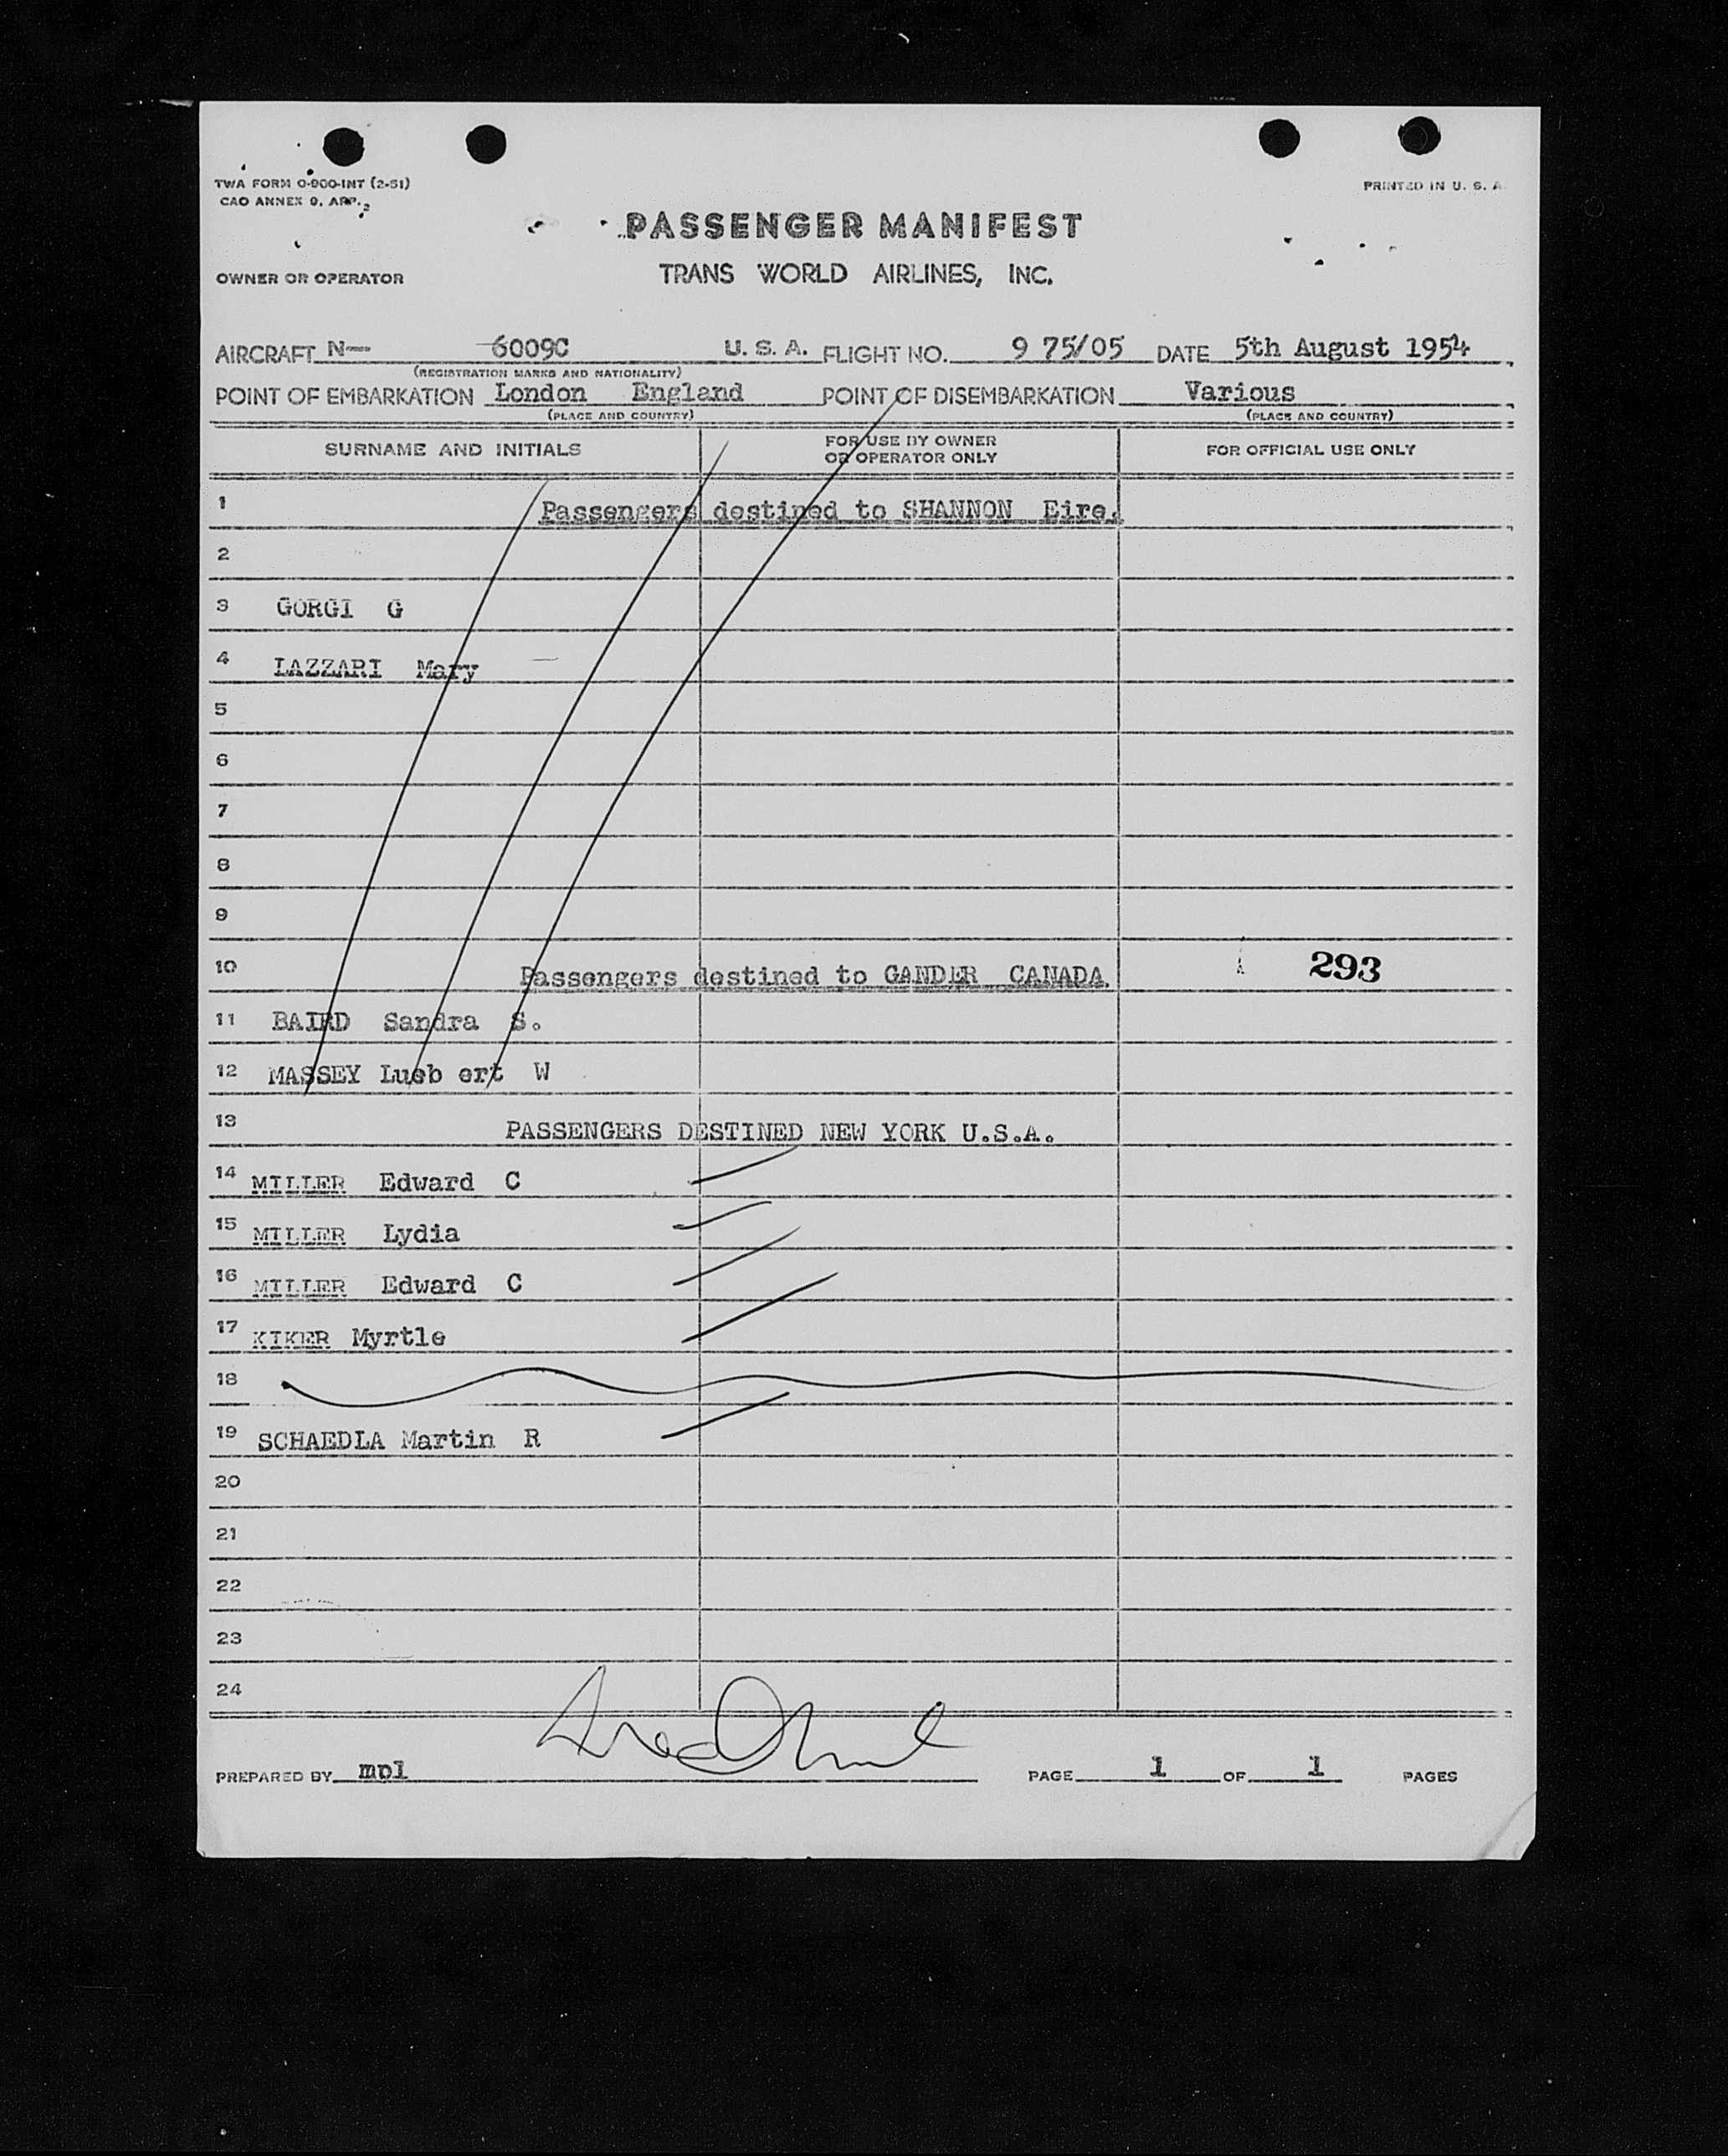 TWA FORM O-900-INT (2-51)
CAO ANNEX 9, APP. 2
PRINTED IN U. S. A.
PASSENGER MANIFEST
OWNER OR OPERATOR TRANS WORLD AIRLINES, INC.
AIRCRAFT N— 6009C U. S. A. FLIGHT NO. 9 75/05 DATE 5th August 1954,
(REGISTRATION MARKS AND NATIONALITY)
POINT OF EMBARKATION London England POINT OF DISEMBARKATION Various,
(PLACE AND COUNTRY) (PLACE AND COUNTRY)
SURNAME AND INITIALS FOR USE BY OWNER OR OPERATOR ONLY FOR OFFICIAL USE ONLY
1 Passengers destined to SHANNON Eire.
2
3 GORGI G
4 LAZZARI Mary
5
6
7
8
9
10 Passengers destined to GANDER CANADA 293
11 BAIRD Sandra S.
12 MASSEY Lueb ert W
13 PASSENGERS DESTINED NEW YORK U.S.A.
14 MILLER Edward C
15 MILLER Lydia
16 MILLER Edward C
17 KIKER Myrtle
18
19 SCHAEDLA Martin R
20
21
22
23
24
PREPARED BY mpl PAGE 1 OF 1 PAGES